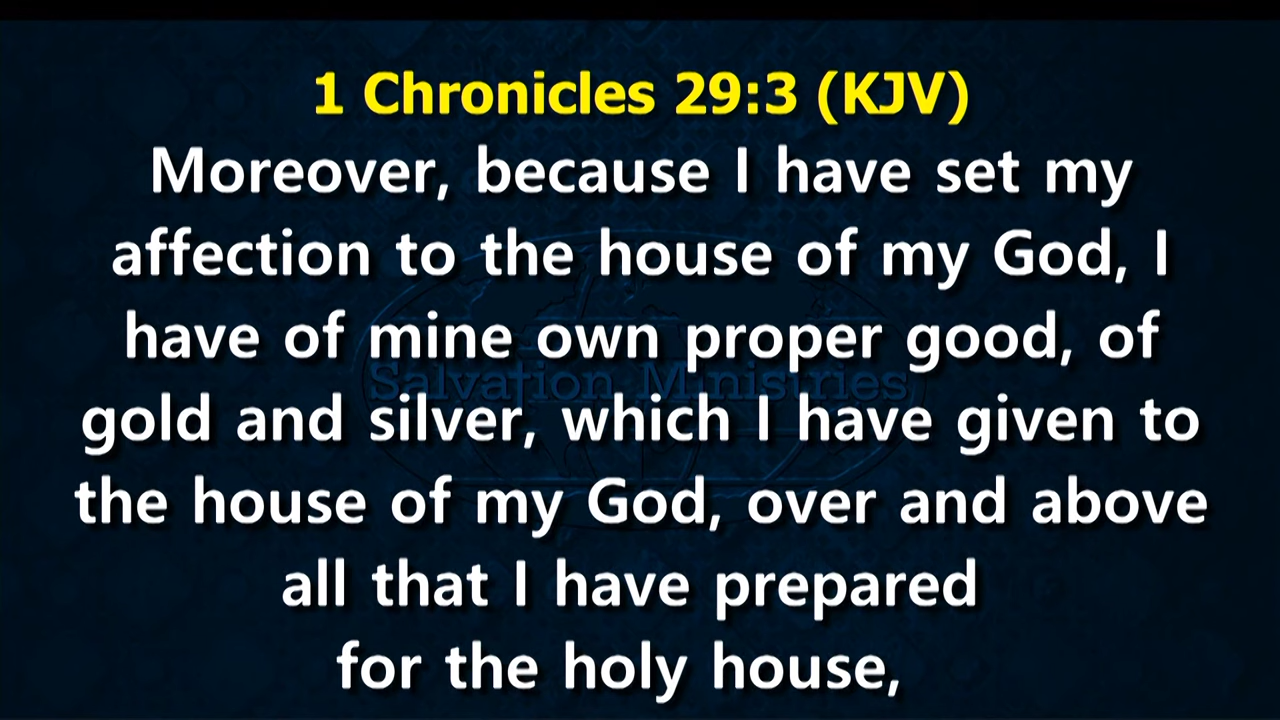 1 Chronicles 29:3 (KJV)
Moreover, because I have set my
affection to the house of my God, I
have of mine own proper good, of
Salvation Ministries
gold and silver, which I have given to
the house of my God, over and above
all that I have prepared
for the holy house,